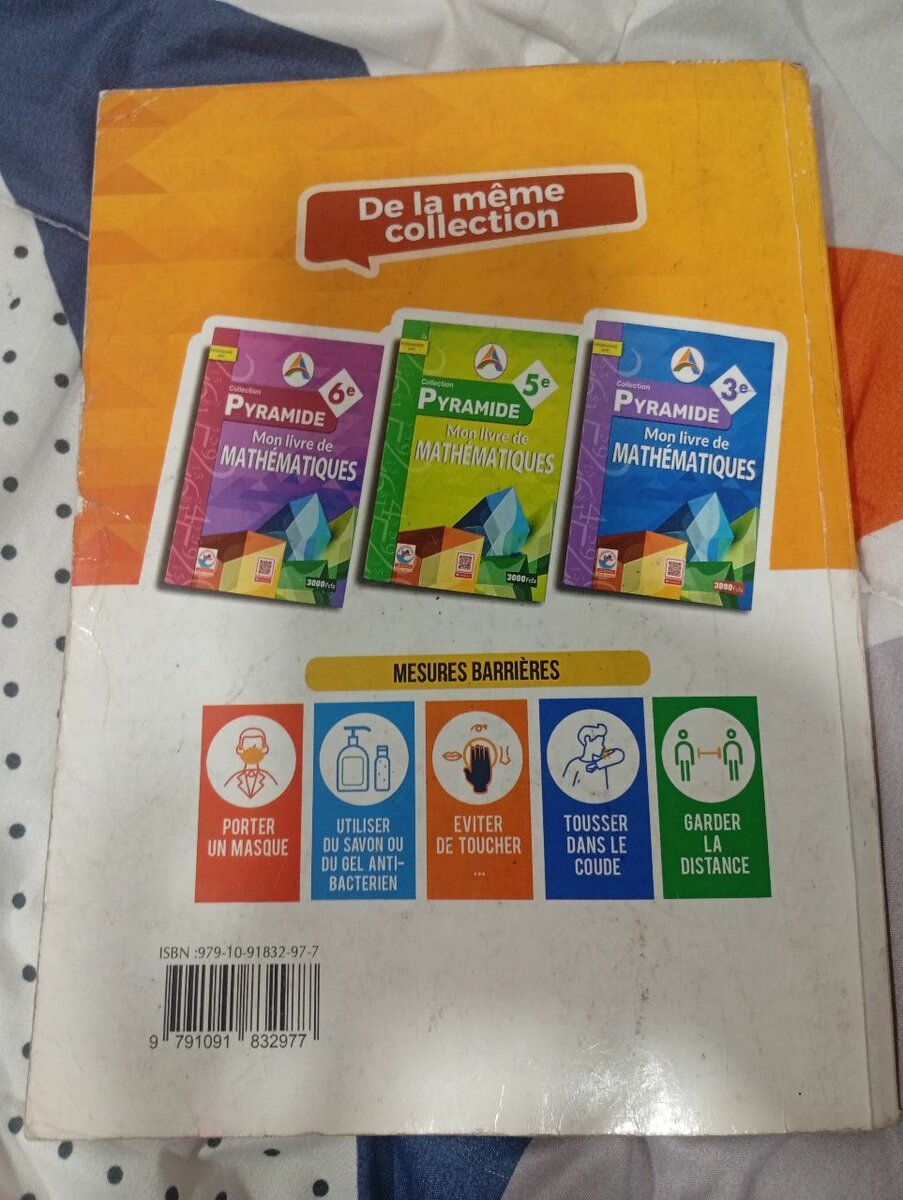 De la même
collection
Collection
PYRAMIDE
6e
Mon livre de
MATHÉMATIQUES
3000Fcfa
Collection
PYRAMIDE
5e
Mon livre de
MATHÉMATIQUES
3000Fcfa
Collection
PYRAMIDE
3e
Mon livre de
MATHÉMATIQUES
3000Fcfa
MESURES BARRIÈRES
PORTER
UN MASQUE
UTILISER
DU SAVON OU
DU GEL ANTI-
BACTERIEN
EVITER
DE TOUCHER
...
TOUSSER
DANS LE
COUDE
GARDER
LA
DISTANCE
ISBN :979-10-91832-97-7
9 791091 832977